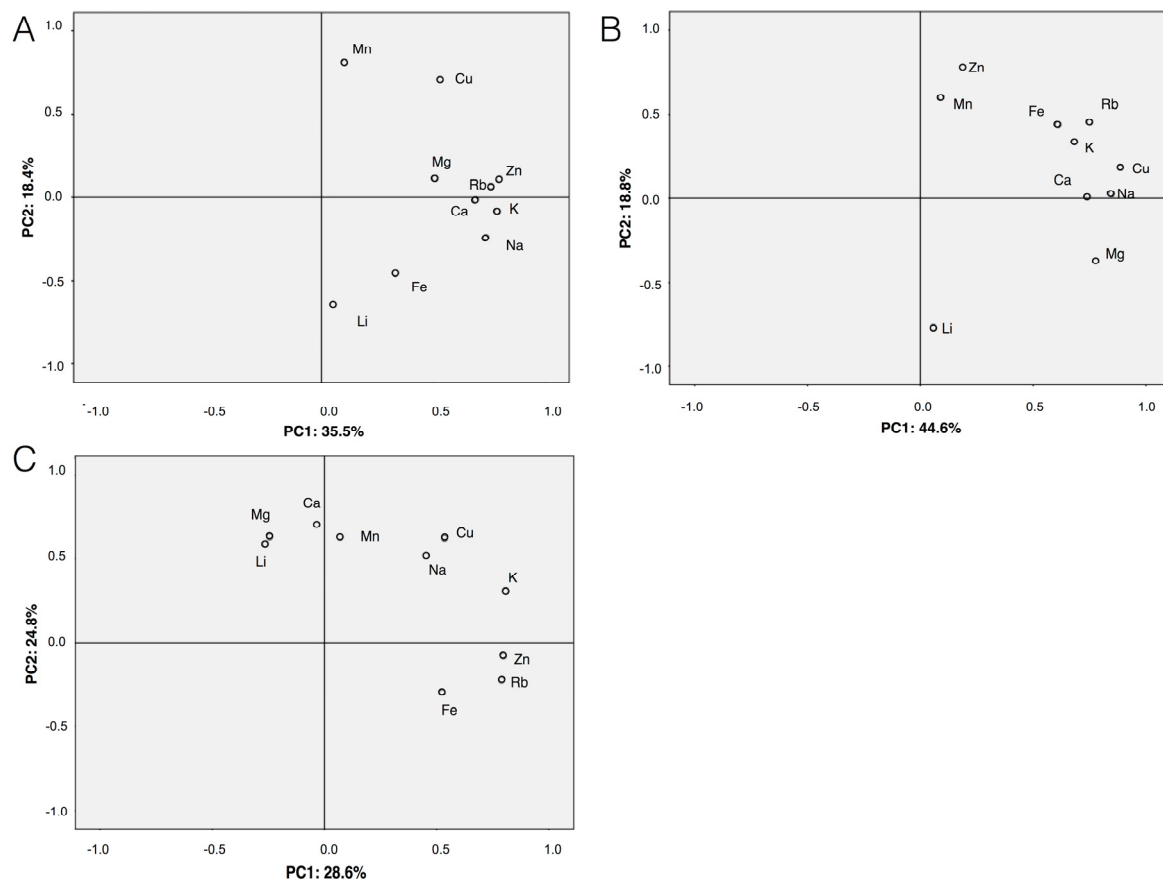 A
1.0
0.5
0.0
-0.5
-1.0
PC2: 18.4%
Mn
Cu
Mg
Zn
Rb
Ca
K
Na
Fe
Li
-1.0 -0.5 0.0 0.5 1.0
PC1: 35.5%
B
1.0
0.5
0.0
-0.5
-1.0
PC2: 18.8%
Zn
Mn
Fe
Rb
K
Cu
Ca
Na
Mg
Li
-1.0 -0.5 0.0 0.5 1.0
PC1: 44.6%
C
1.0
0.5
0.0
-0.5
-1.0
PC2: 24.8%
Ca
Mg
Mn
Cu
Li
Na
K
Zn
Rb
Fe
-1.0 -0.5 0.0 0.5 1.0
PC1: 28.6%